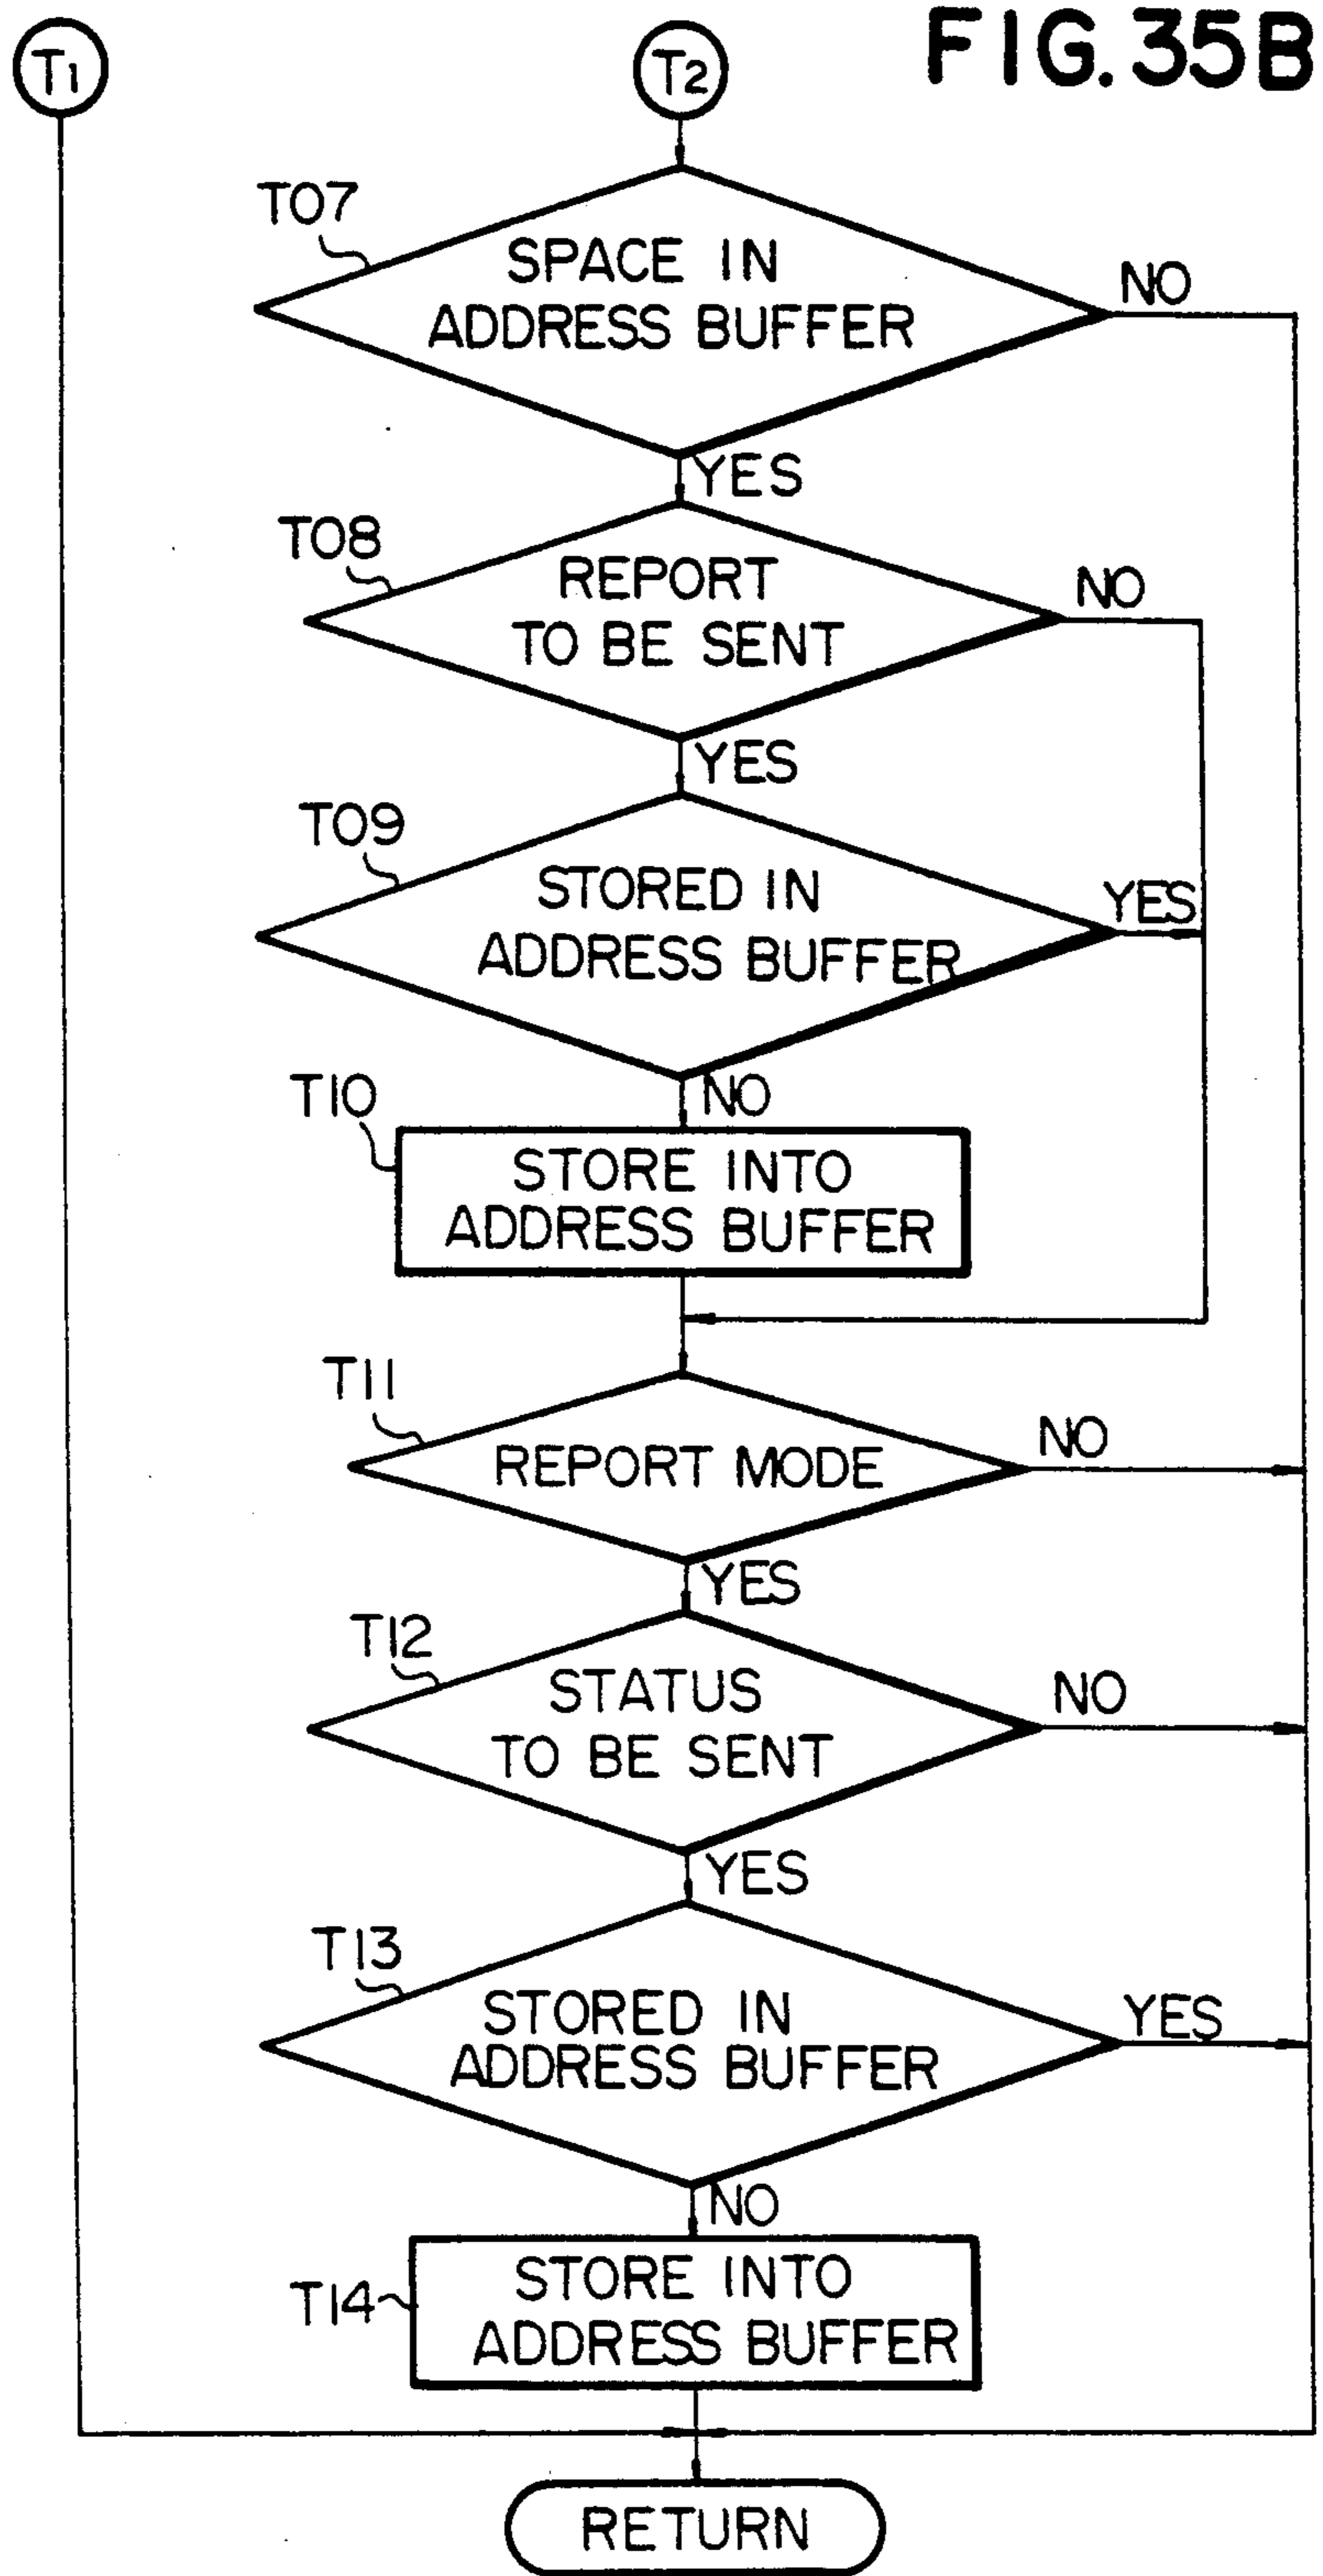 FIG. 35B
T1
T2
T07
SPACE IN
ADDRESS BUFFER
NO
YES
T08
REPORT
TO BE SENT
NO
YES
T09
STORED IN
ADDRESS BUFFER
YES
NO
T10
STORE INTO
ADDRESS BUFFER
T11
REPORT MODE
NO
YES
T12
STATUS
TO BE SENT
NO
YES
T13
STORED IN
ADDRESS BUFFER
YES
NO
T14
STORE INTO
ADDRESS BUFFER
RETURN